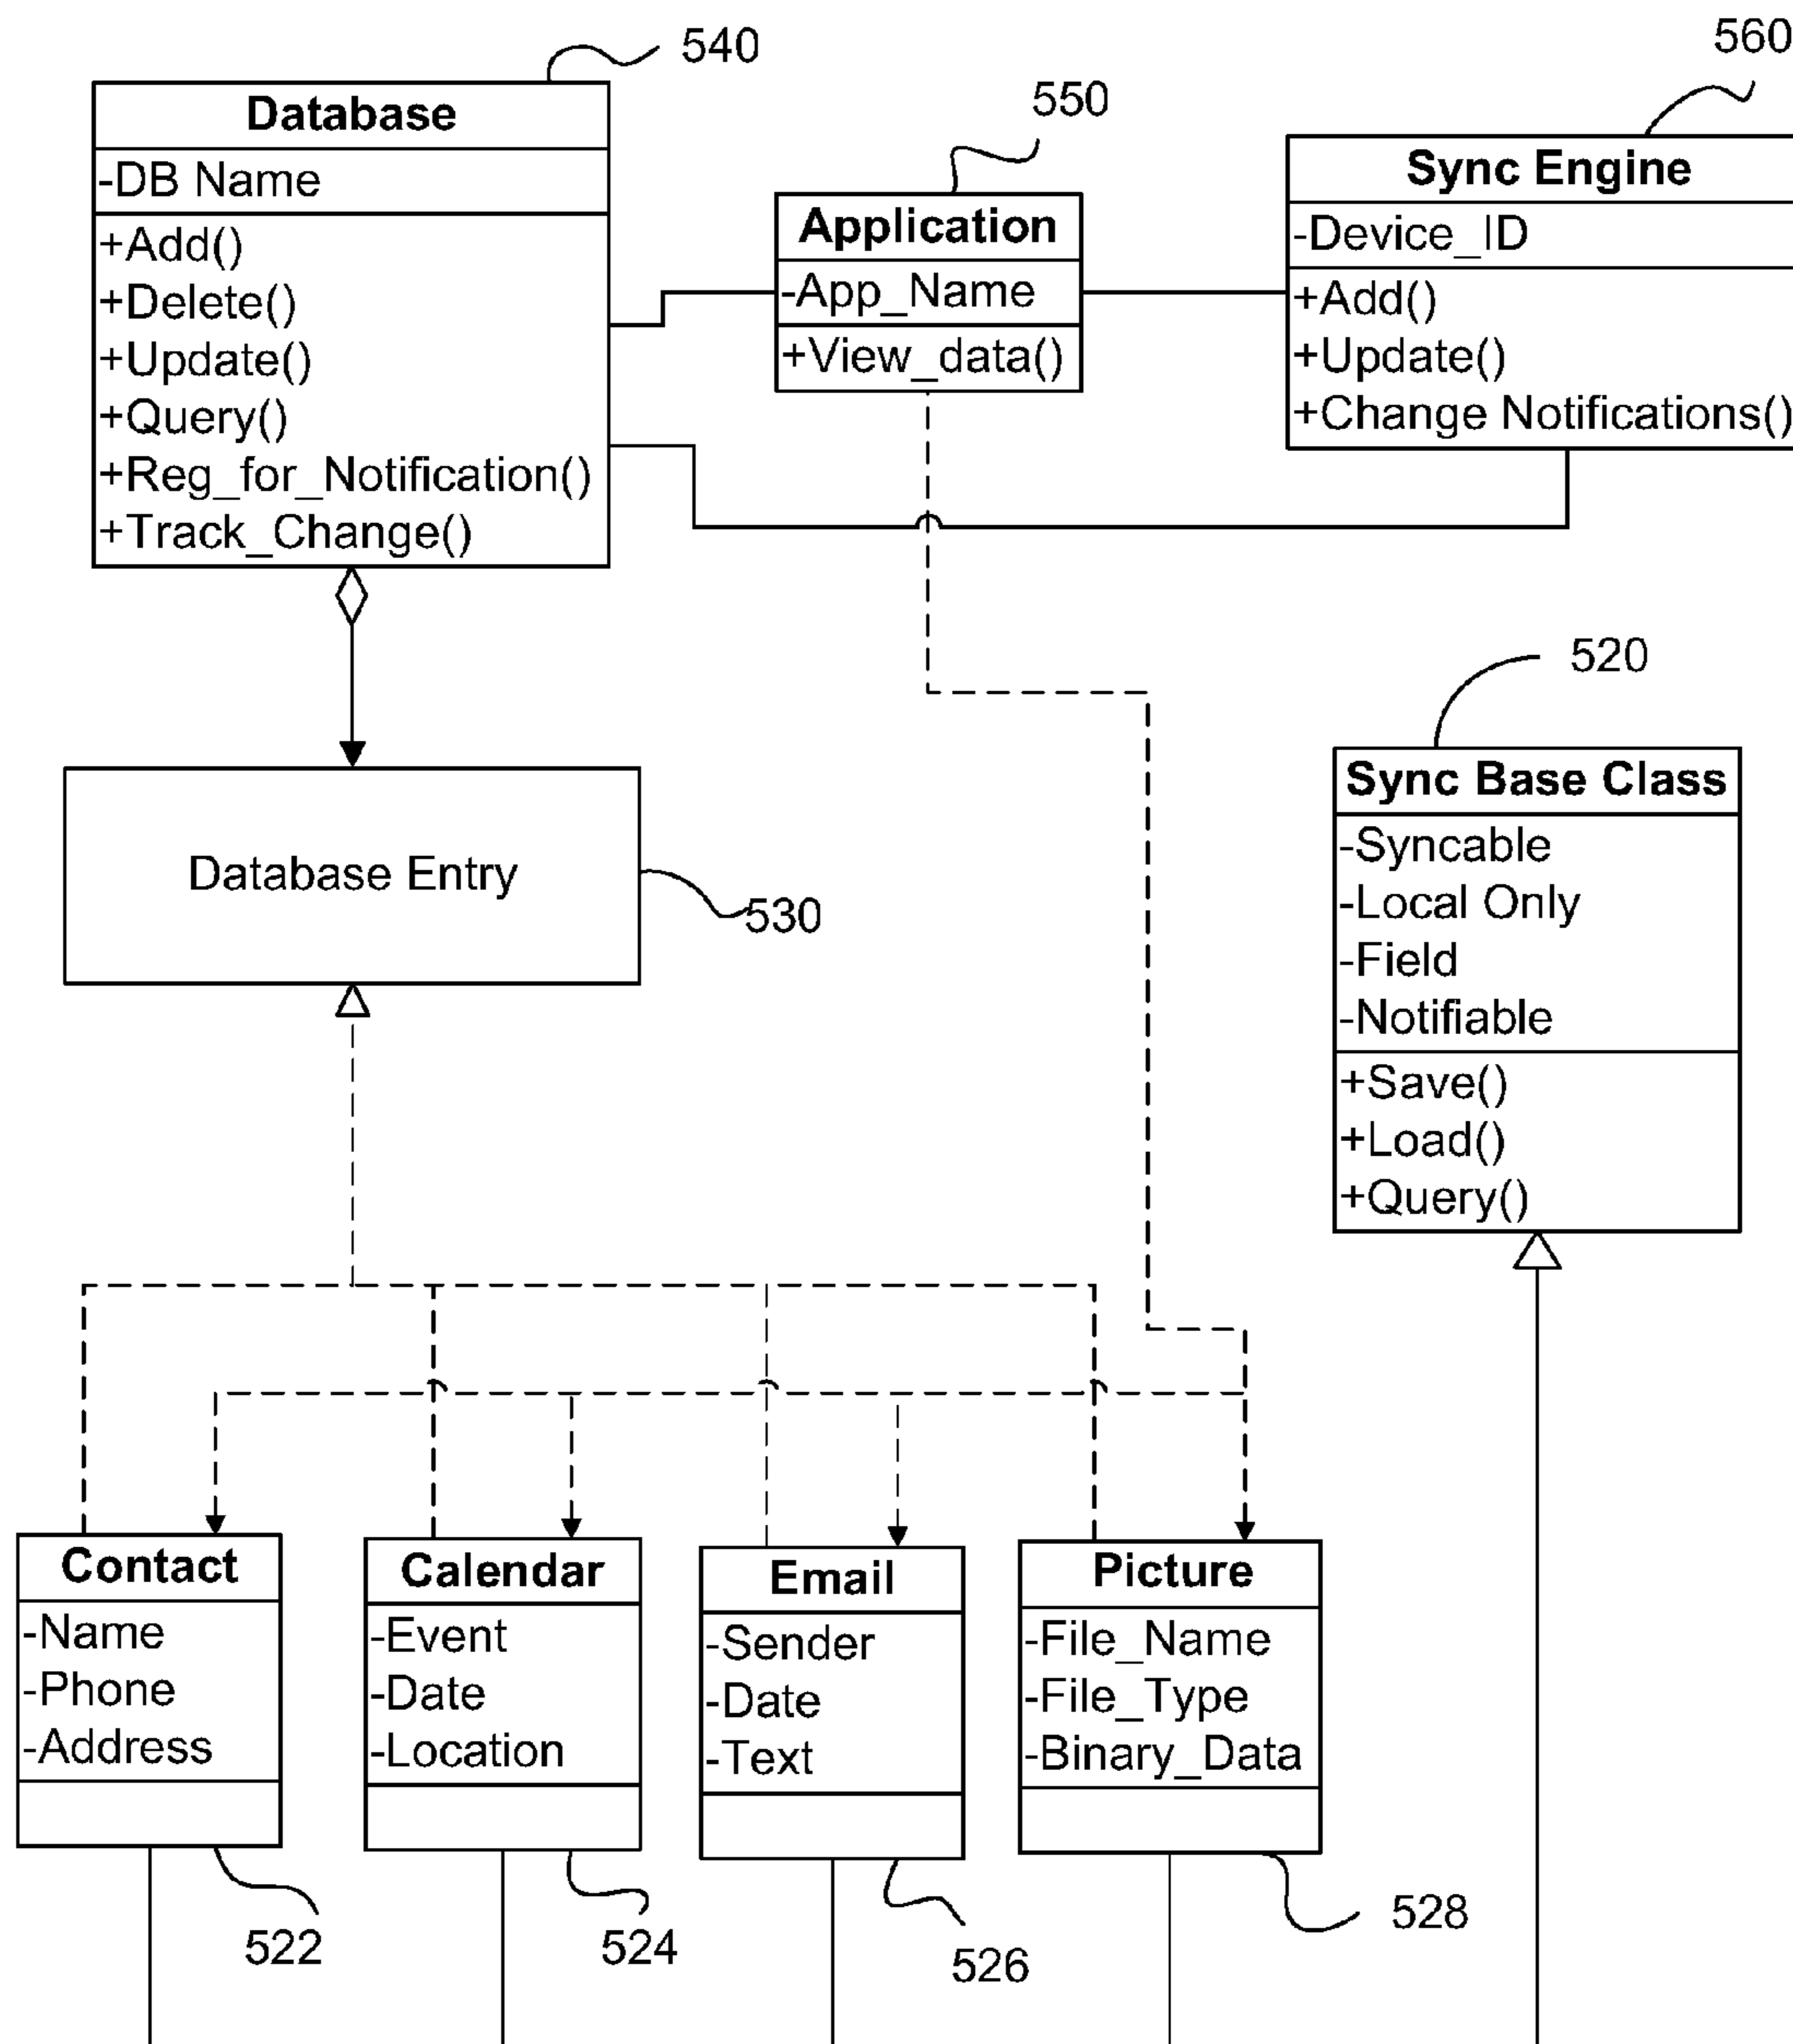 540
Database
-DB Name
+Add()
+Delete()
+Update()
+Query()
+Reg_for_Notification()
+Track_Change()
550
Application
-App_Name
+View_data()
560
Sync Engine
-Device_ID
+Add()
+Update()
+Change Notifications()
Database Entry
530
520
Sync Base Class
-Syncable
-Local Only
-Field
-Notifiable
+Save()
+Load()
+Query()
Contact
-Name
-Phone
-Address
522
Calendar
-Event
-Date
-Location
524
Email
-Sender
-Date
-Text
526
Picture
-File_Name
-File_Type
-Binary_Data
528